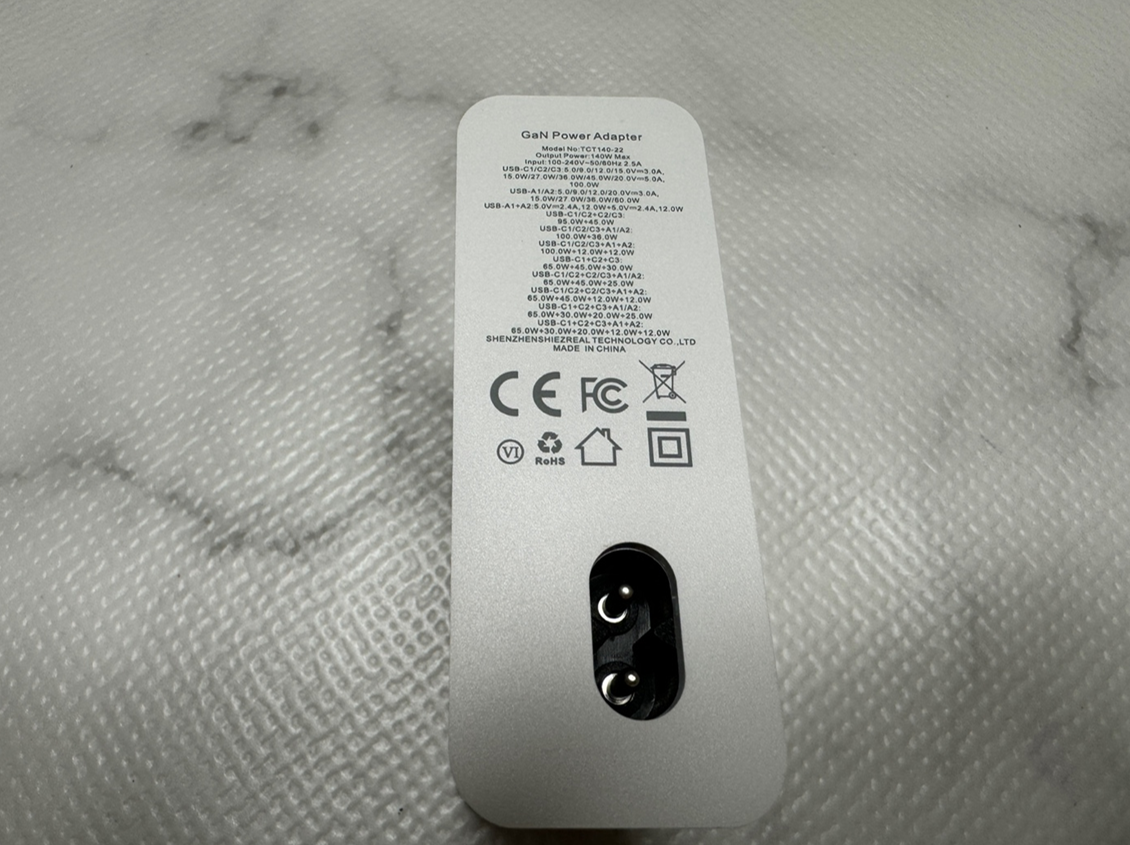 GaN Power Adapter
Model No:TCT140-22
Output Power:140W Max
Input:100-240V~50/60Hz 2.5A
USB-C1/C2/C3:5.0/9.0/12.0/15.0V⎓3.0A,
15.0W/27.0W/36.0W/45.0W/20.0V⎓5.0A,
100.0W
USB-A1/A2:5.0/9.0/12.0/20.0V⎓3.0A,
15.0W/27.0W/36.0W/60.0W
USB-A1+A2:5.0V⎓2.4A,12.0W+5.0V⎓2.4A,12.0W
USB-C1/C2+C2/C3:
95.0W+45.0W
USB-C1/C2/C3+A1/A2:
100.0W+36.0W
USB-C1/C2/C3+A1+A2:
100.0W+12.0W+12.0W
USB-C1+C2+C3:
65.0W+45.0W+30.0W
USB-C1/C2+C2/C3+A1/A2:
65.0W+45.0W+25.0W
USB-C1/C2+C2/C3+A1+A2:
65.0W+45.0W+12.0W+12.0W
USB-C1+C2+C3+A1/A2:
65.0W+30.0W+20.0W+25.0W
USB-C1+C2+C3+A1+A2:
65.0W+30.0W+20.0W+12.0W+12.0W
SHENZHENSHIEZREAL TECHNOLOGY CO.,LTD
MADE IN CHINA
CE FC
VI RoHS